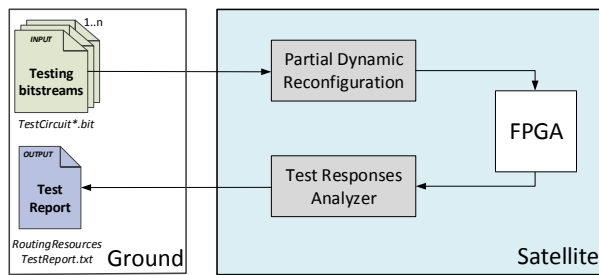 1..n
INPUT
Testing
bitstreams
TestCircuit*.bit
Partial Dynamic
Reconfiguration
FPGA
OUTPUT
Test
Report
Test Responses
Analyzer
RoutingResources
TestReport.txt
Ground
Satellite